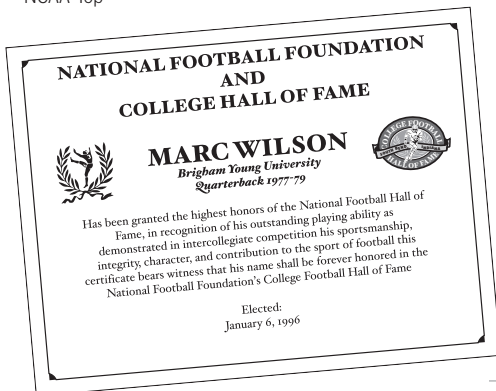 NATIONAL FOOTBALL FOUNDATION
AND
COLLEGE HALL OF FAME
COLLEGE FOOTBALL
HALL OF FAME
MARC WILSON
Brigham Young University
Quarterback 1977-79
Has been granted the highest honors of the National Football Hall of
Fame, in recognition of his outstanding playing ability as
demonstrated in intercollegiate competition his sportsmanship,
integrity, character, and contribution to the sport of football this
certificate bears witness that his name shall be forever honored in the
National Football Foundation's College Football Hall of Fame
Elected:
January 6, 1996